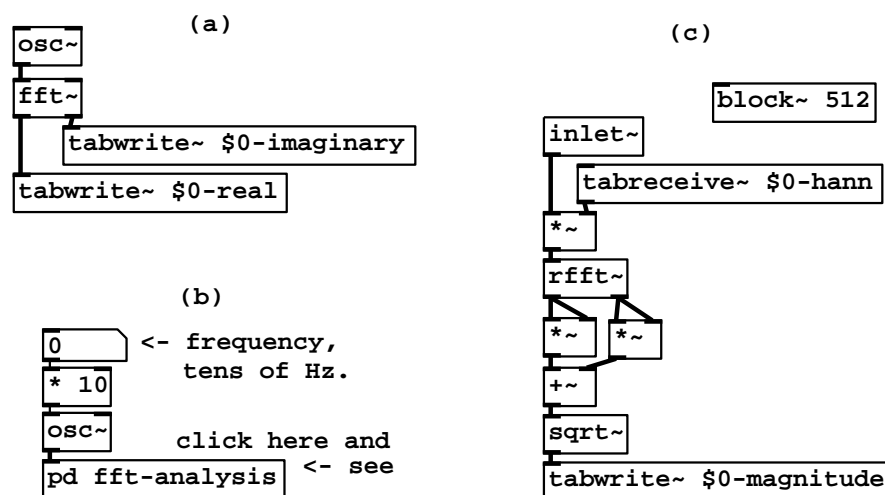 (a)
osc~
fft~
tabwrite~ $0-imaginary
tabwrite~ $0-real
(b)
0 <- frequency,
tens of Hz.
* 10
osc~
click here and
pd fft-analysis <- see
(c)
block~ 512
inlet~
tabreceive~ $0-hann
*~
rfft~
*~ *~
+~
sqrt~
tabwrite~ $0-magnitude